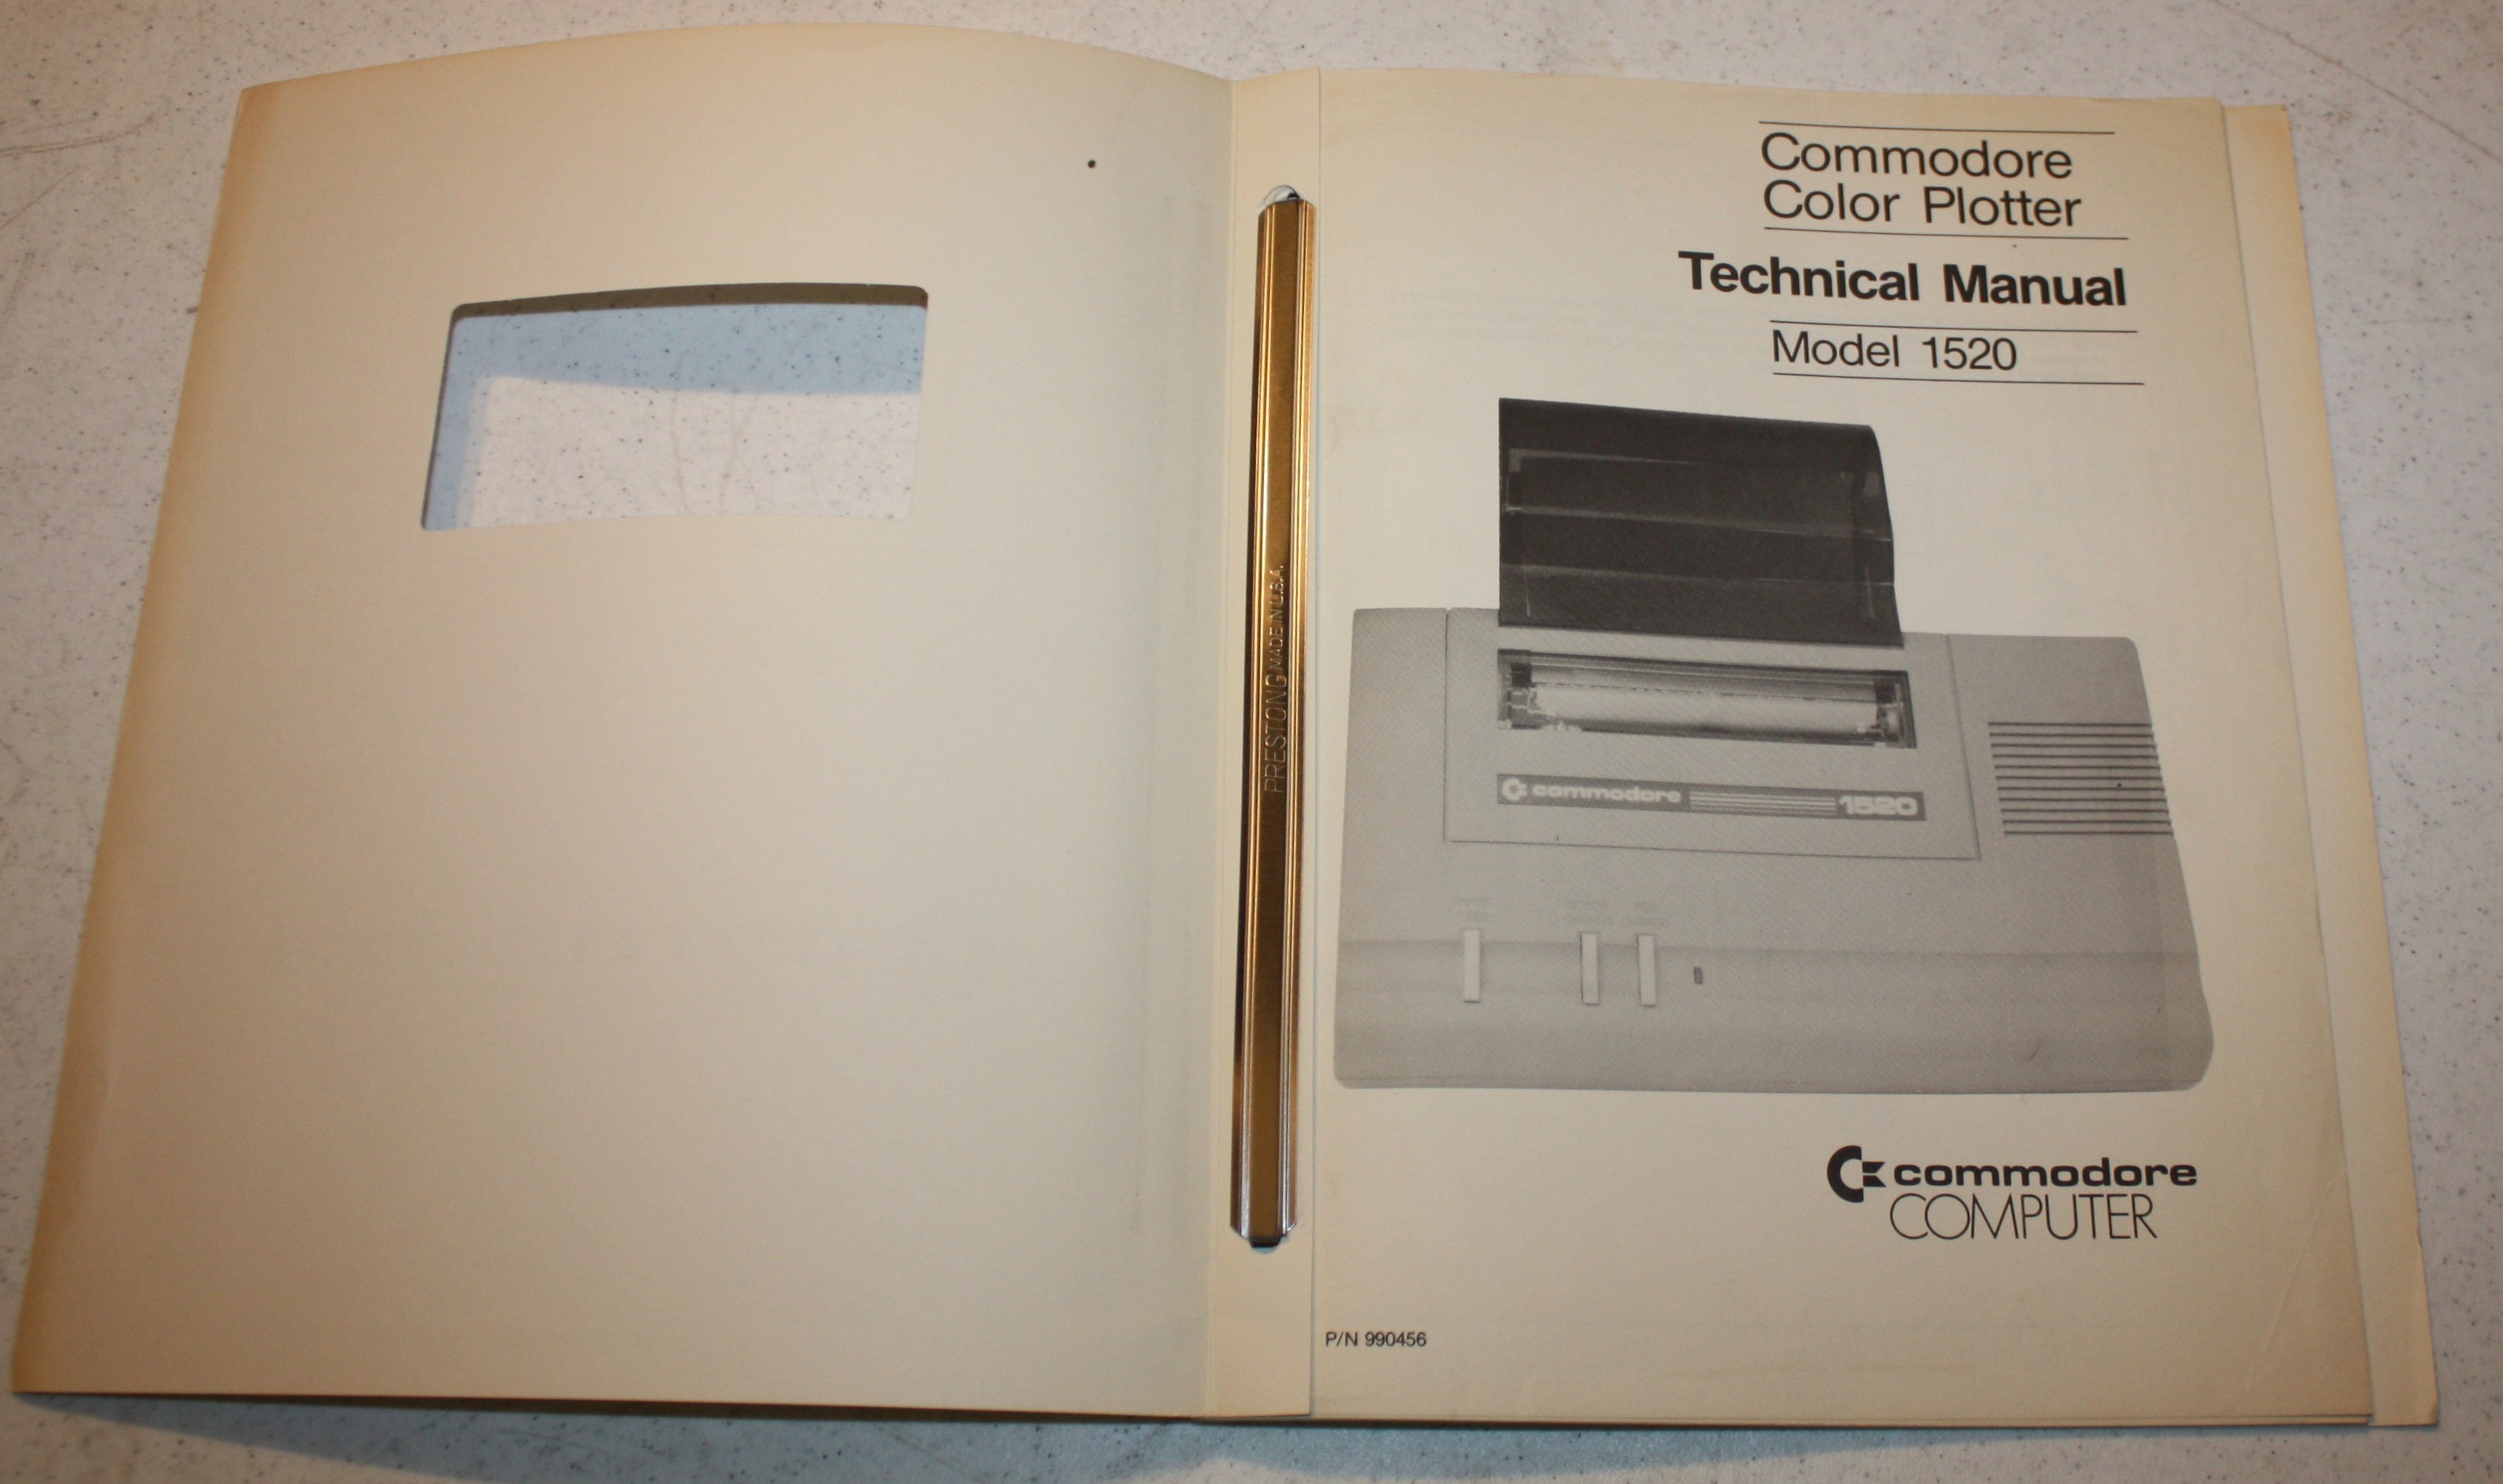 PRESTONG MADE IN U.S.A.
Commodore
Color Plotter
Technical Manual
Model 1520
commodore 1520
commodore
COMPUTER
P/N 990456